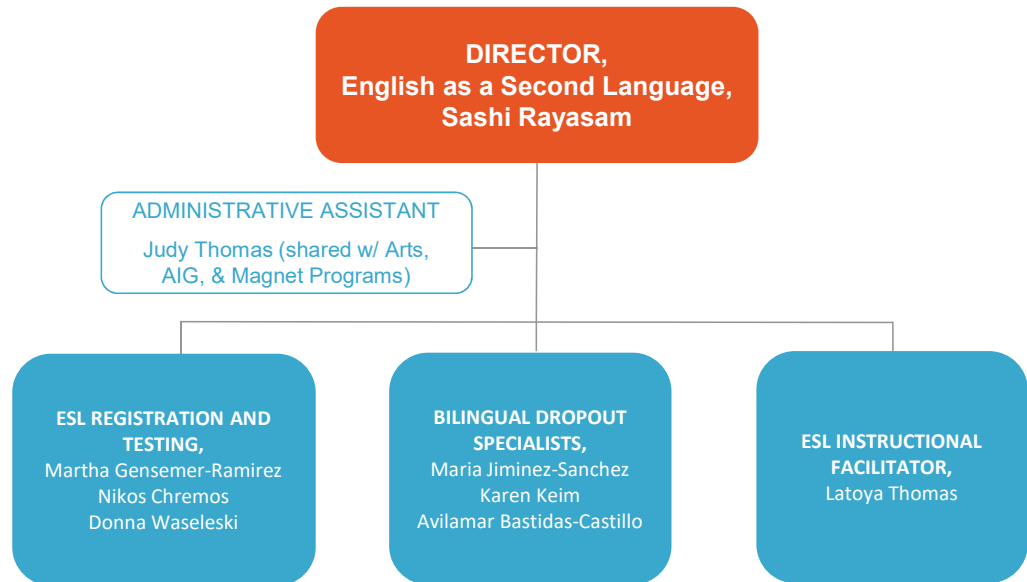 DIRECTOR,
English as a Second Language,
Sashi Rayasam
ADMINISTRATIVE ASSISTANT
Judy Thomas (shared w/ Arts,
AIG, & Magnet Programs)
ESL REGISTRATION AND
TESTING,
Martha Gensemer-Ramirez
Nikos Chremos
Donna Waseleski
BILINGUAL DROPOUT
SPECIALISTS,
Maria Jiminez-Sanchez
Karen Keim
Avilamar Bastidas-Castillo
ESL INSTRUCTIONAL
FACILITATOR,
Latoya Thomas